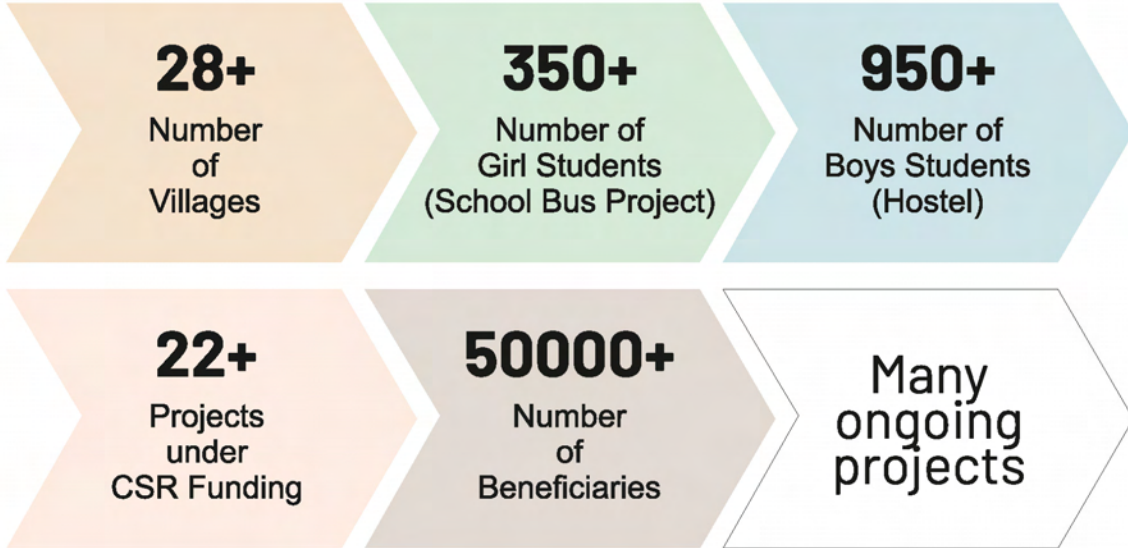 28+
Number
of
Villages
350+
Number of
Girl Students
(School Bus Project)
950+
Number of
Boys Students
(Hostel)
22+
Projects
under
CSR Funding
50000+
Number
of
Beneficiaries
Many
ongoing
projects